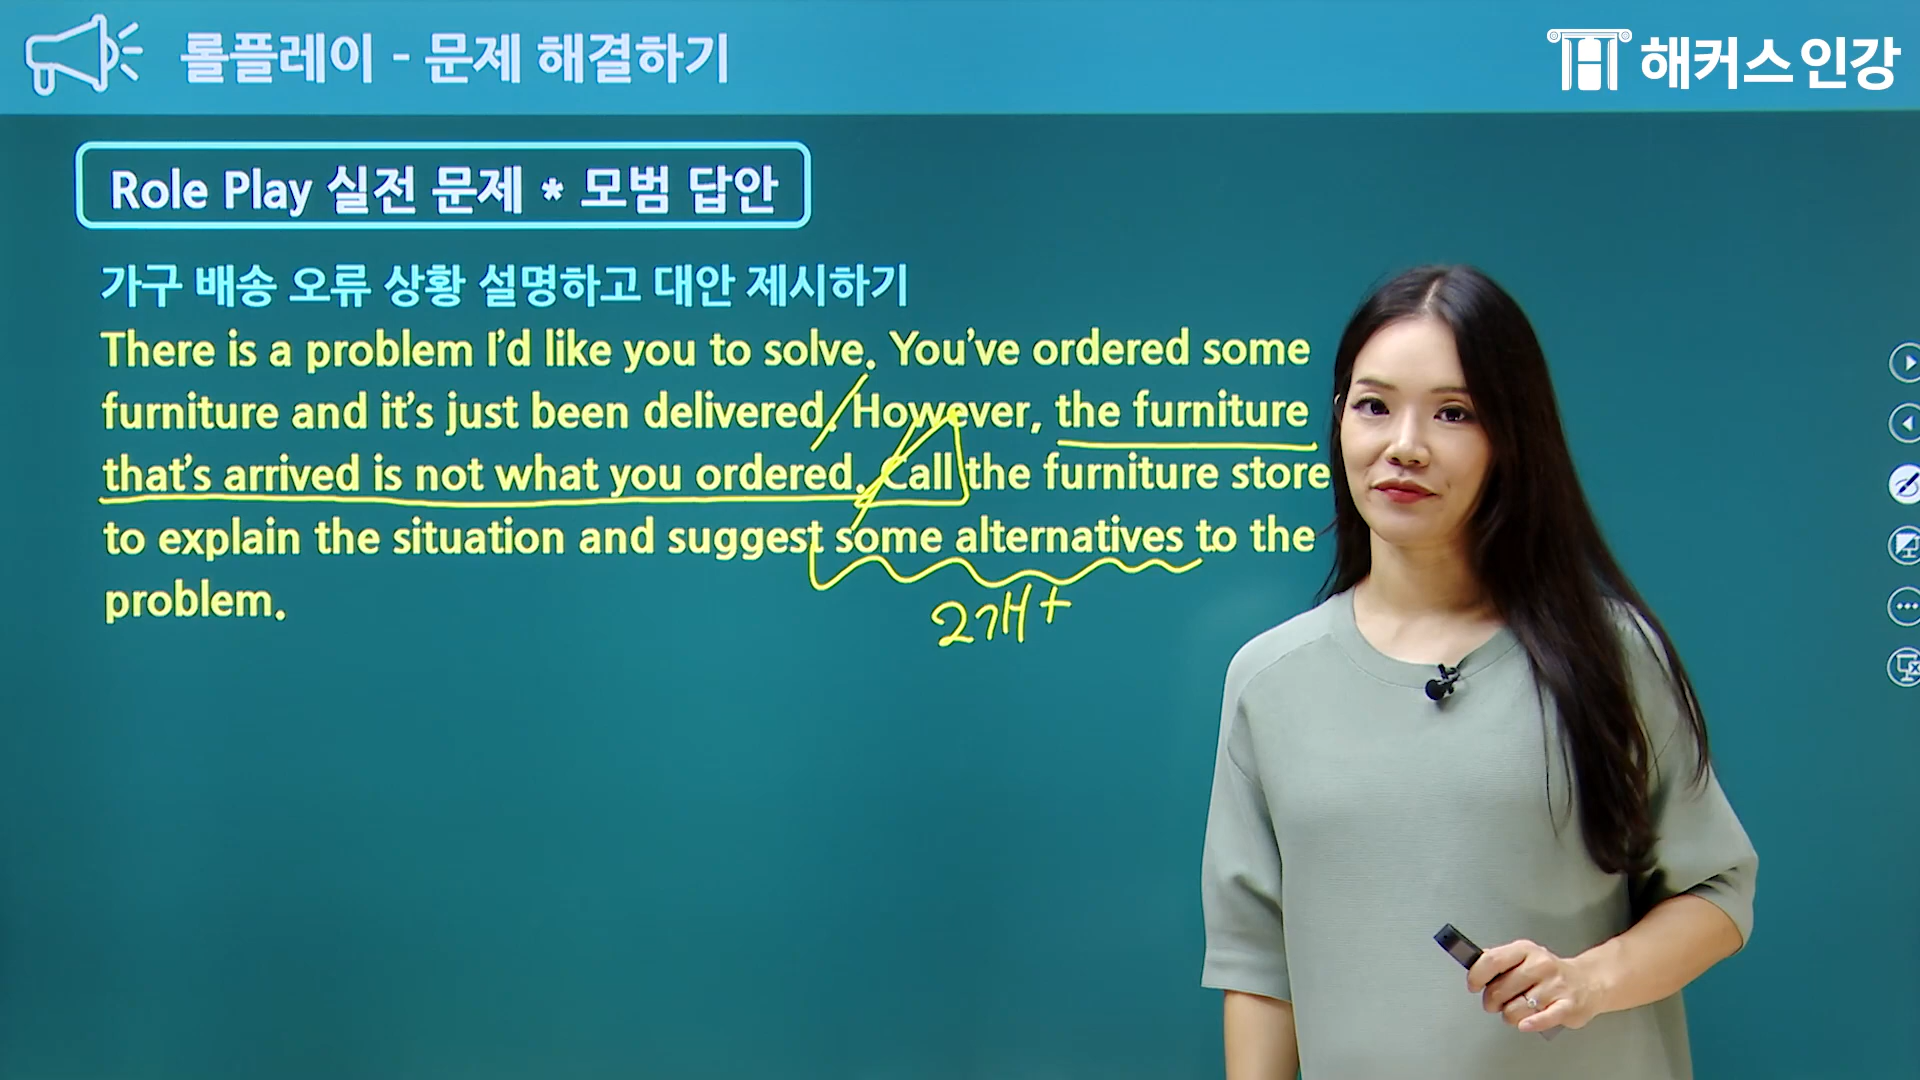 롤플레이 - 문제 해결하기
해커스인강
Role Play 실전 문제 * 모범 답안
가구 배송 오류 상황 설명하고 대안 제시하기
There is a problem I’d like you to solve. You’ve ordered some
furniture and it’s just been delivered. However, the furniture
that’s arrived is not what you ordered. Call the furniture store
to explain the situation and suggest some alternatives to the
problem.
2개+